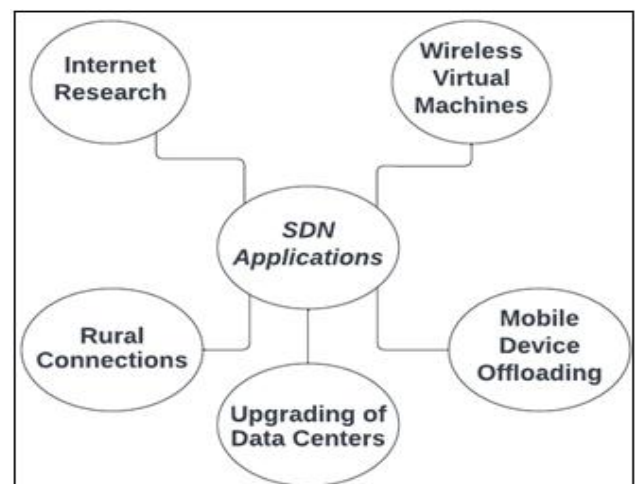 Internet
Research
Wireless
Virtual
Machines
SDN
Applications
Rural
Connections
Mobile
Device
Offloading
Upgrading of
Data Centers